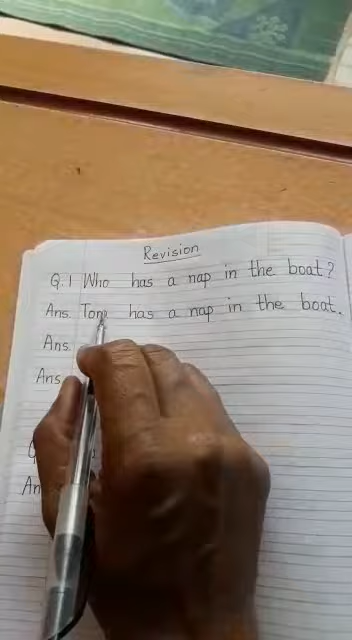 Revision
Q.1 Who has a nap in the boat?
Ans. Tony has a nap in the boat.
Ans.
Ans
An